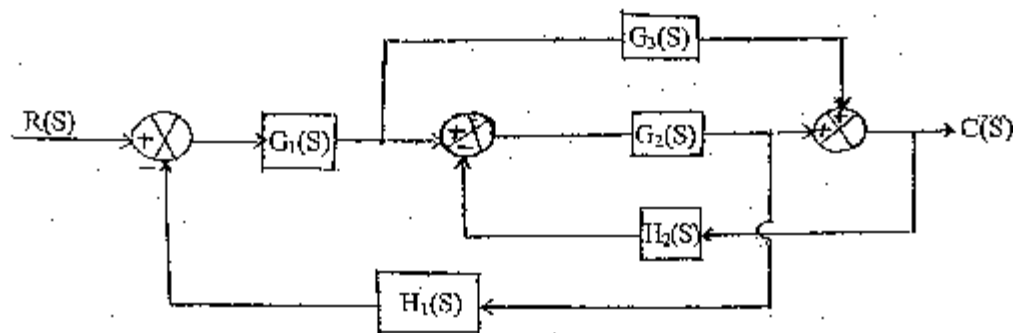 G₃(S)
R(S) + G₁(S) + G₂(S) + + C(S)
− −
H₂(S)
H₁(S)